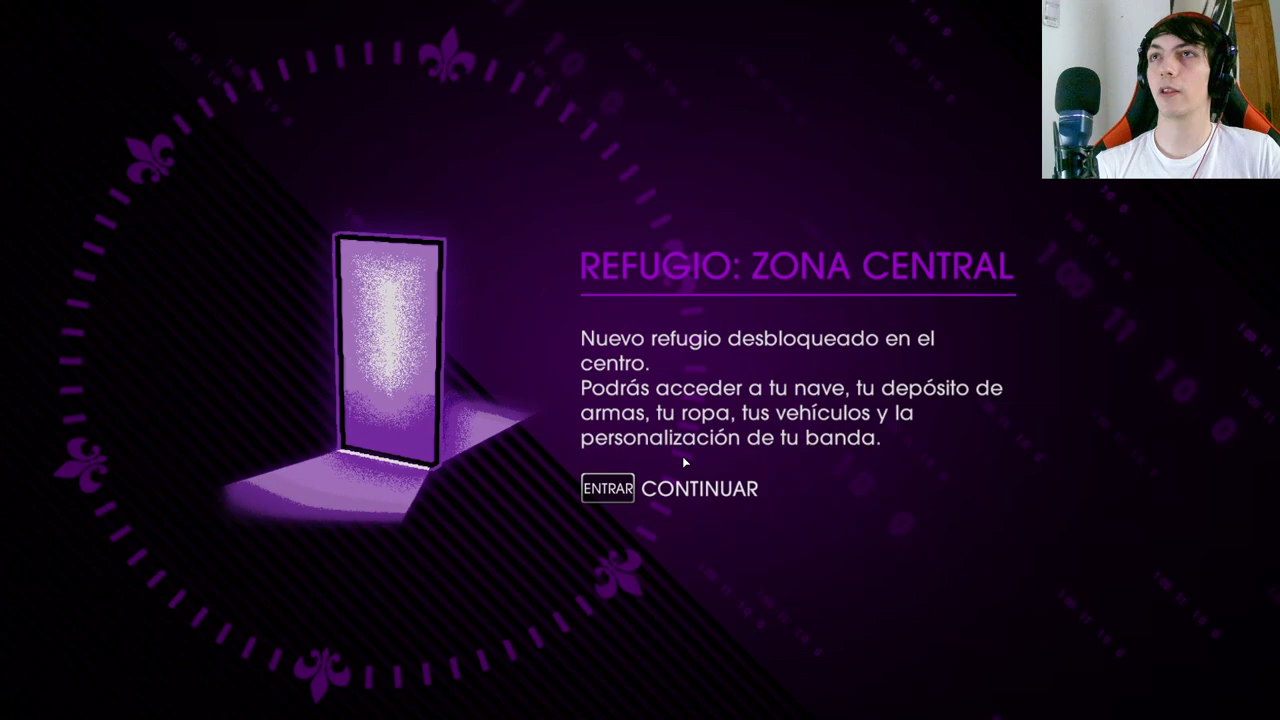 REFUGIO: ZONA CENTRAL
Nuevo refugio desbloqueado en el
centro.
Podrás acceder a tu nave, tu depósito de
armas, tu ropa, tus vehículos y la
personalización de tu banda.
ENTRAR CONTINUAR